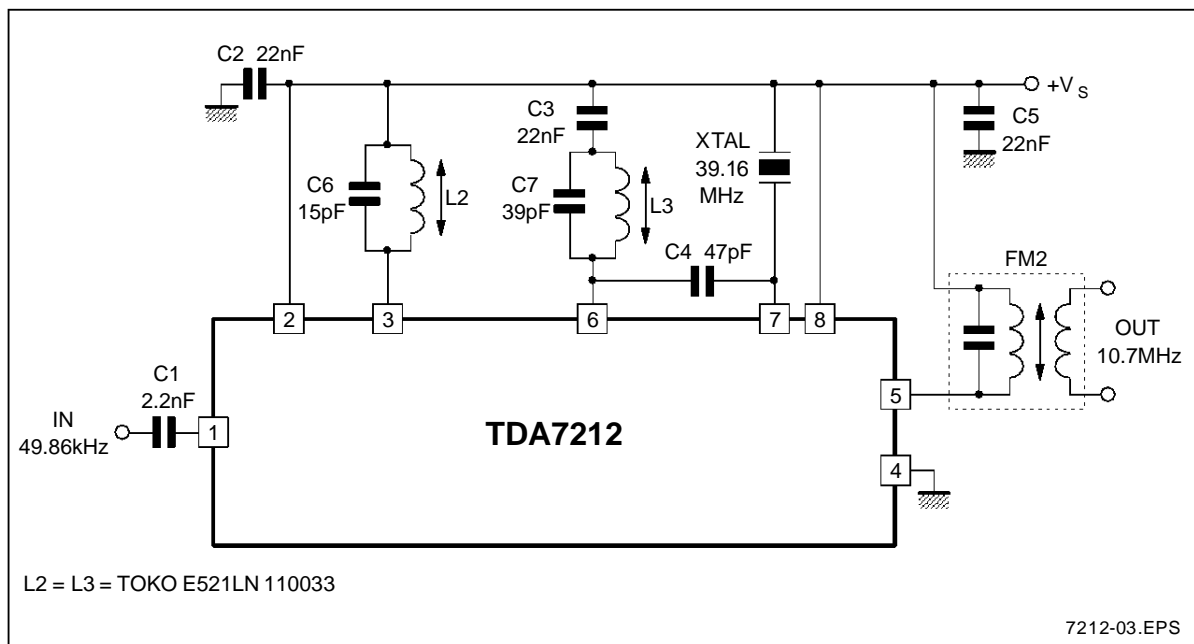 C2 22nF
+VS
C3
22nF
XTAL
39.16
MHz
C5
22nF
C6
15pF
L2
C7
39pF
L3
C4 47pF
FM2
2
3
6
7
8
OUT
10.7MHz
C1
2.2nF
IN
49.86kHz
1
TDA7212
5
4
L2 = L3 = TOKO E521LN 110033
7212-03.EPS